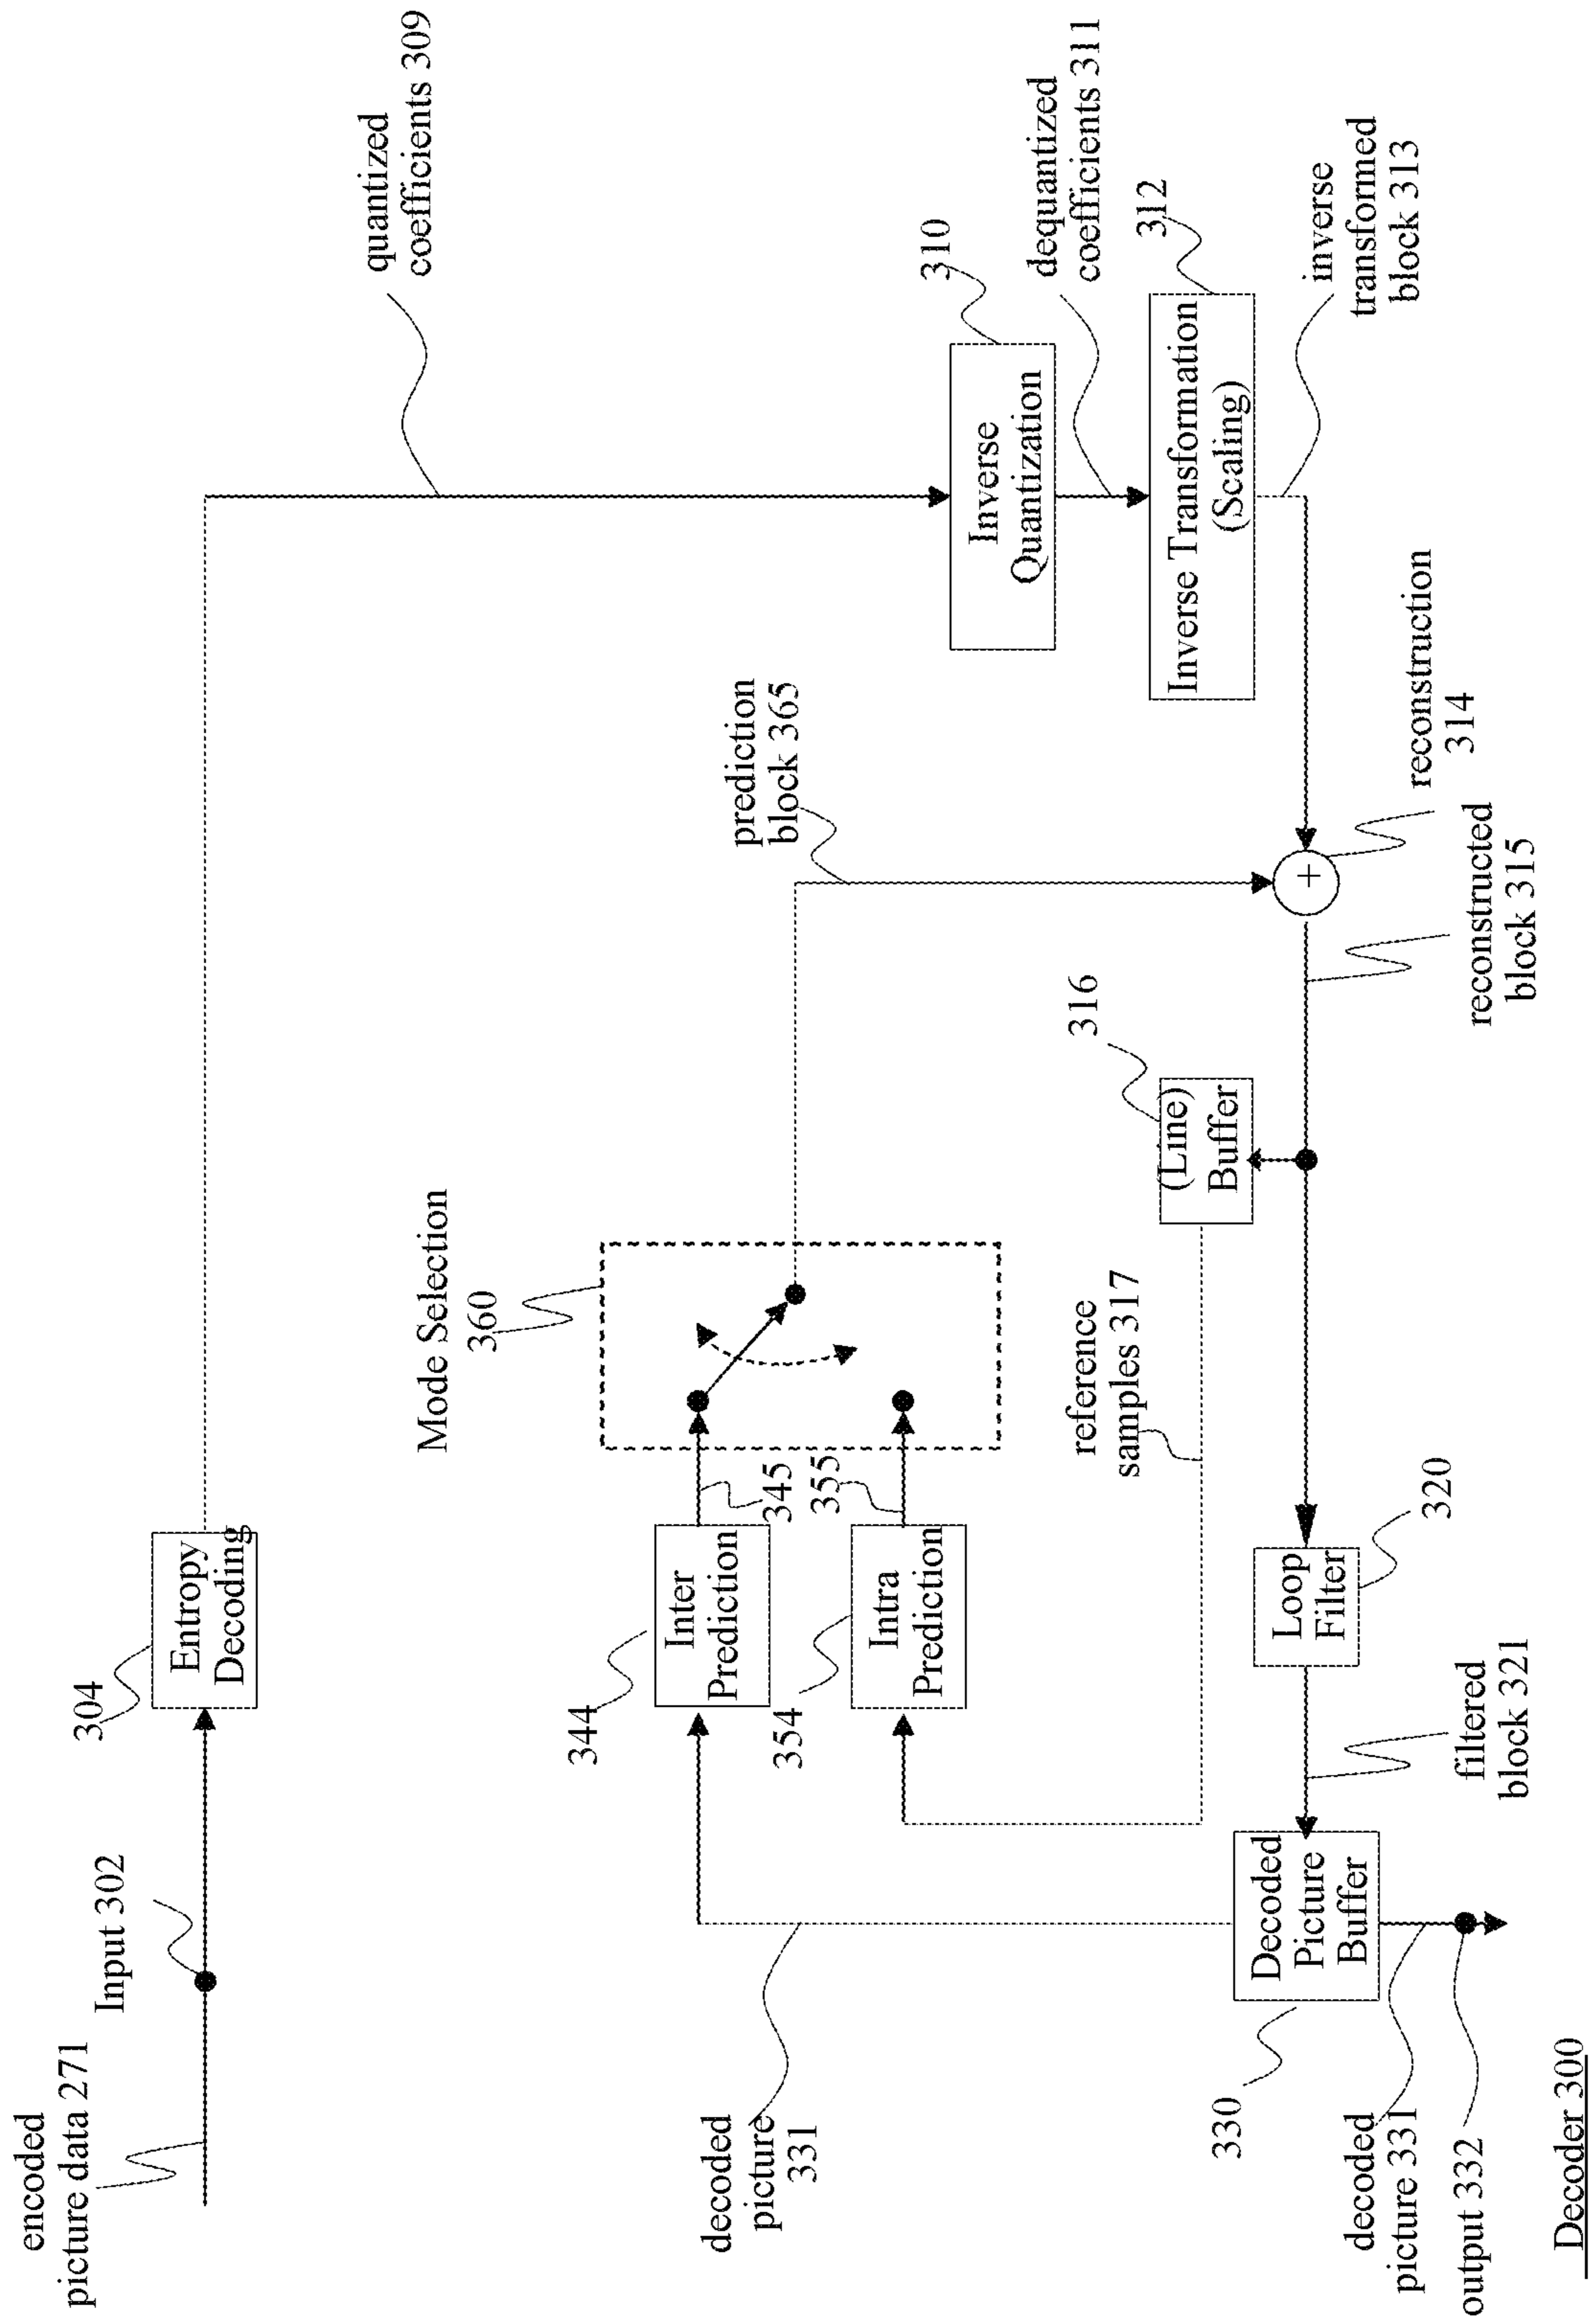 encoded
picture data 271
Input 302
304
Entropy
Decoding
quantized
coefficients 309
Mode Selection
360
344
Inter
Prediction
345
354
Intra
Prediction
355
prediction
block 365
310
Inverse
Quantization
dequantized
coefficients 311
312
Inverse Transformation
(Scaling)
inverse
transformed
block 313
reconstruction
314
+
reconstructed
block 315
316
(Line)
Buffer
reference
samples 317
320
Loop
Filter
filtered
block 321
330
Decoded
Picture
Buffer
decoded
picture
331
decoded
picture 331
output 332
Decoder 300